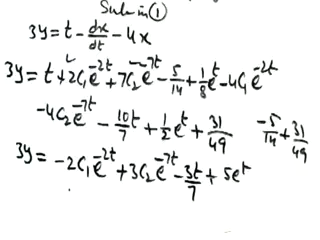 Sub in ①
3y = t - dx/dt - 4x
3y = t + 2C₁e^-2t + 7C₂e^-7t - 5/14 + 1/8 e^t - 4C₁e^-2t
-4C₂e^-7t - 10/7 t + 1/2 e^t + 31/49 -5/14 + 31/49
3y = -2C₁e^-2t + 3C₂e^-7t - 3t/7 + 5e^t